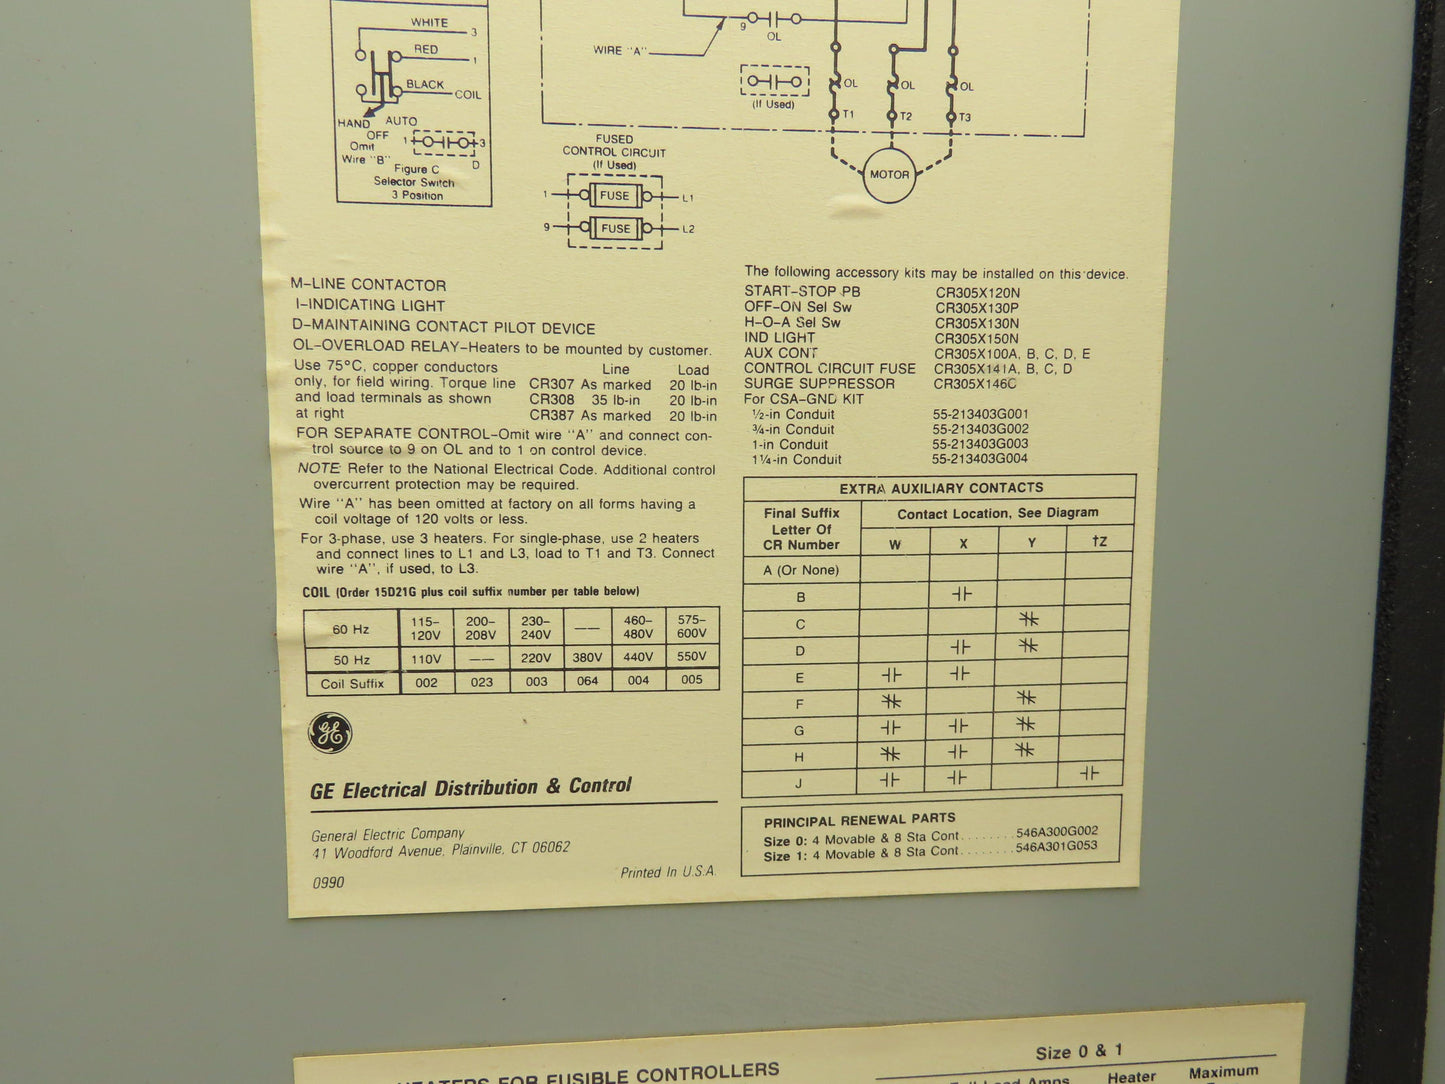 WHITE
3
RED
1
BLACK
COIL
HAND
AUTO
OFF
Omit
Wire "B"
1
3
D
Figure C
Selector Switch
3 Position
WIRE "A"
9
OL
(If Used)
OL
OL
OL
T1
T2
T3
MOTOR
FUSED
CONTROL CIRCUIT
(If Used)
1
FUSE
L1
9
FUSE
L2
M-LINE CONTACTOR
I-INDICATING LIGHT
D-MAINTAINING CONTACT PILOT DEVICE
OL-OVERLOAD RELAY-Heaters to be mounted by customer.
Use 75°C, copper conductors Line Load
only, for field wiring. Torque line CR307 As marked 20 lb-in
and load terminals as shown CR308 35 lb-in 20 lb-in
at right CR387 As marked 20 lb-in
FOR SEPARATE CONTROL-Omit wire "A" and connect con-
trol source to 9 on OL and to 1 on control device.
NOTE: Refer to the National Electrical Code. Additional control
overcurrent protection may be required.
Wire "A" has been omitted at factory on all forms having a
coil voltage of 120 volts or less.
For 3-phase, use 3 heaters. For single-phase, use 2 heaters
and connect lines to L1 and L3, load to T1 and T3. Connect
wire "A", if used, to L3.
COIL (Order 15D21G plus coil suffix number per table below)
60 Hz 115-120V 200-208V 230-240V —— 460-480V 575-600V
50 Hz 110V —— 220V 380V 440V 550V
Coil Suffix 002 023 003 064 004 005
GE
GE Electrical Distribution & Control
General Electric Company
41 Woodford Avenue, Plainville, CT 06062
0990
Printed In U.S.A.
The following accessory kits may be installed on this device.
START-STOP PB CR305X120N
OFF-ON Sel Sw CR305X130P
H-O-A Sel Sw CR305X130N
IND LIGHT CR305X150N
AUX CONT CR305X100A, B, C, D, E
CONTROL CIRCUIT FUSE CR305X141A, B, C, D
SURGE SUPPRESSOR CR305X146C
For CSA-GND KIT
½-in Conduit 55-213403G001
¾-in Conduit 55-213403G002
1-in Conduit 55-213403G003
1¼-in Conduit 55-213403G004
EXTRA AUXILIARY CONTACTS
Final Suffix
Letter Of
CR Number
Contact Location, See Diagram
W X Y †Z
A (Or None)
B
C
D
E
F
G
H
J
PRINCIPAL RENEWAL PARTS
Size 0: 4 Movable & 8 Sta Cont........546A300G002
Size 1: 4 Movable & 8 Sta Cont........546A301G053
HEATERS FOR FUSIBLE CONTROLLERS
Size 0 & 1
Full Load Amps
Heater
Maximum